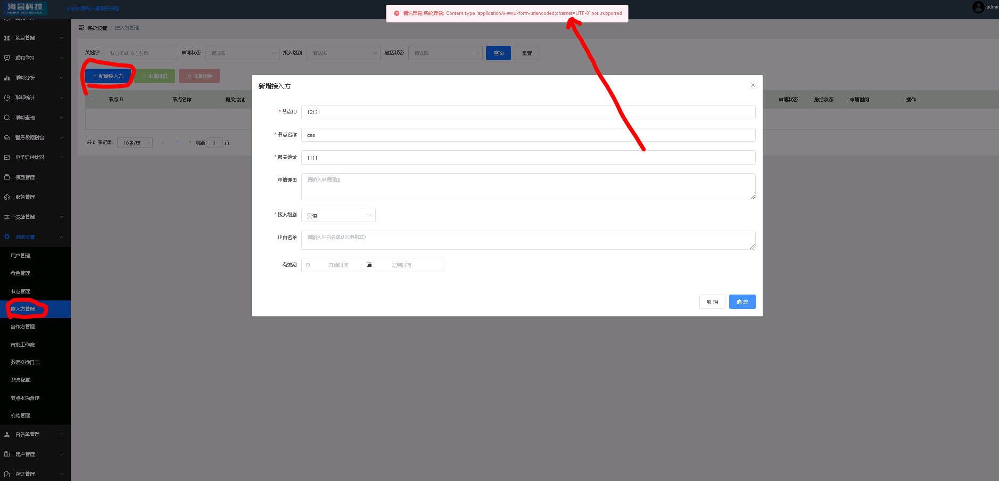 海会科技
HAIHUI TECHNOLOGY
分布式隐私计算服务网络
请求异常:系统异常: Content type 'application/x-www-form-urlencoded;charset=UTF-8' not supported
admin
系统设置 / 接入方管理
项目管理
联邦学习
联邦分析
联邦统计
联邦查询
警务数据融合
电子证件比对
模型管理
服务管理
资源管理
系统设置
用户管理
角色管理
节点管理
接入方管理
合作方管理
审批工作流
数据交换日志
系统配置
节点取消合作
机构管理
白名单管理
租户管理
存证管理
关键字 节点ID或节点名称 申请状态 请选择 接入级别 请选择 激活状态 请选择 查询 重置
+ 新增接入方 批量批准 批量删除
节点ID 节点名称 网关地址 申请状态 激活状态 申请时间 操作
共 0 条记录 10条/页 1 跳至 1 页
新增接入方
* 节点ID 12131
* 节点名称 ces
* 网关地址 1111
申请理由 请输入申请理由
* 接入级别 只读
IP白名单 请输入IP白名单(JSON格式)
有效期 开始时间 至 结束时间
取 消 确 定